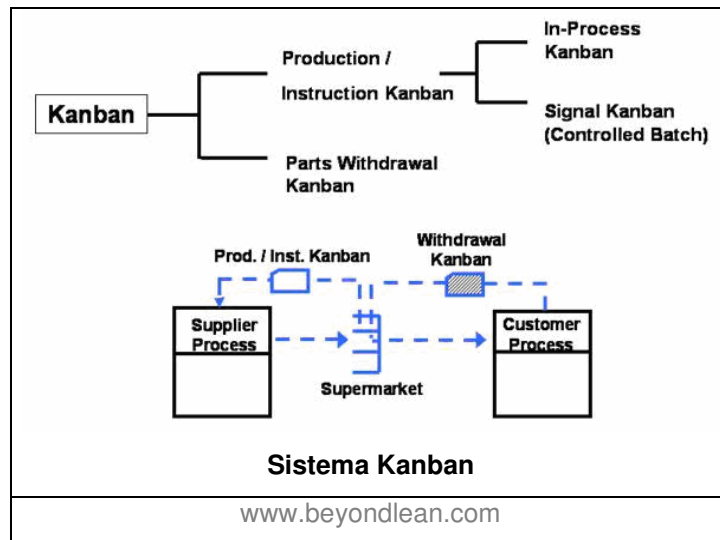 In-Process
Kanban
Production /
Instruction Kanban
Kanban
Signal Kanban
(Controlled Batch)
Parts Withdrawal
Kanban
Withdrawal
Kanban
Prod. / Inst. Kanban
Supplier
Process
Customer
Process
Supermarket
Sistema Kanban
www.beyondlean.com